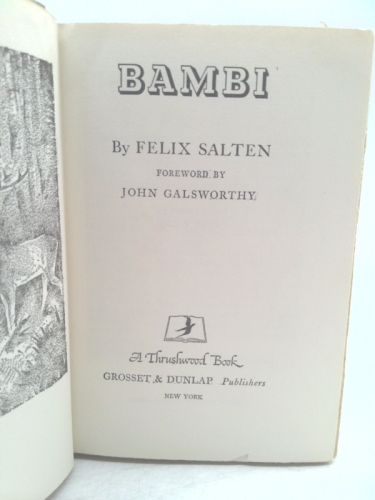 BAMBI
By FELIX SALTEN
FOREWORD BY
JOHN GALSWORTHY
A Thrushwood Book
GROSSET & DUNLAP Publishers
NEW YORK